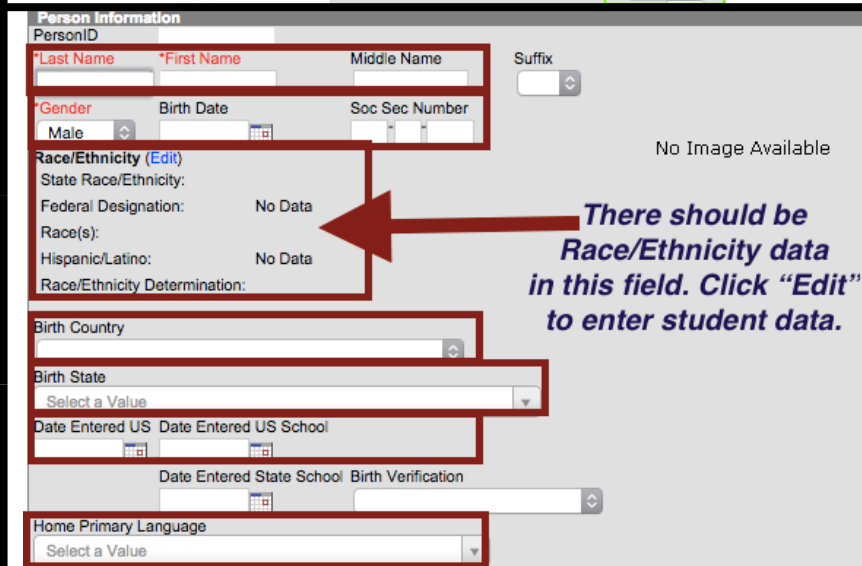 Person Information
PersonID
*Last Name *First Name Middle Name Suffix
*Gender Birth Date Soc Sec Number
Male - -
No Image Available
Race/Ethnicity (Edit)
State Race/Ethnicity:
Federal Designation: No Data
Race(s):
Hispanic/Latino: No Data
Race/Ethnicity Determination:
There should be
Race/Ethnicity data
in this field. Click “Edit”
to enter student data.
Birth Country
Birth State
Select a Value
Date Entered US Date Entered US School
Date Entered State School Birth Verification
Home Primary Language
Select a Value